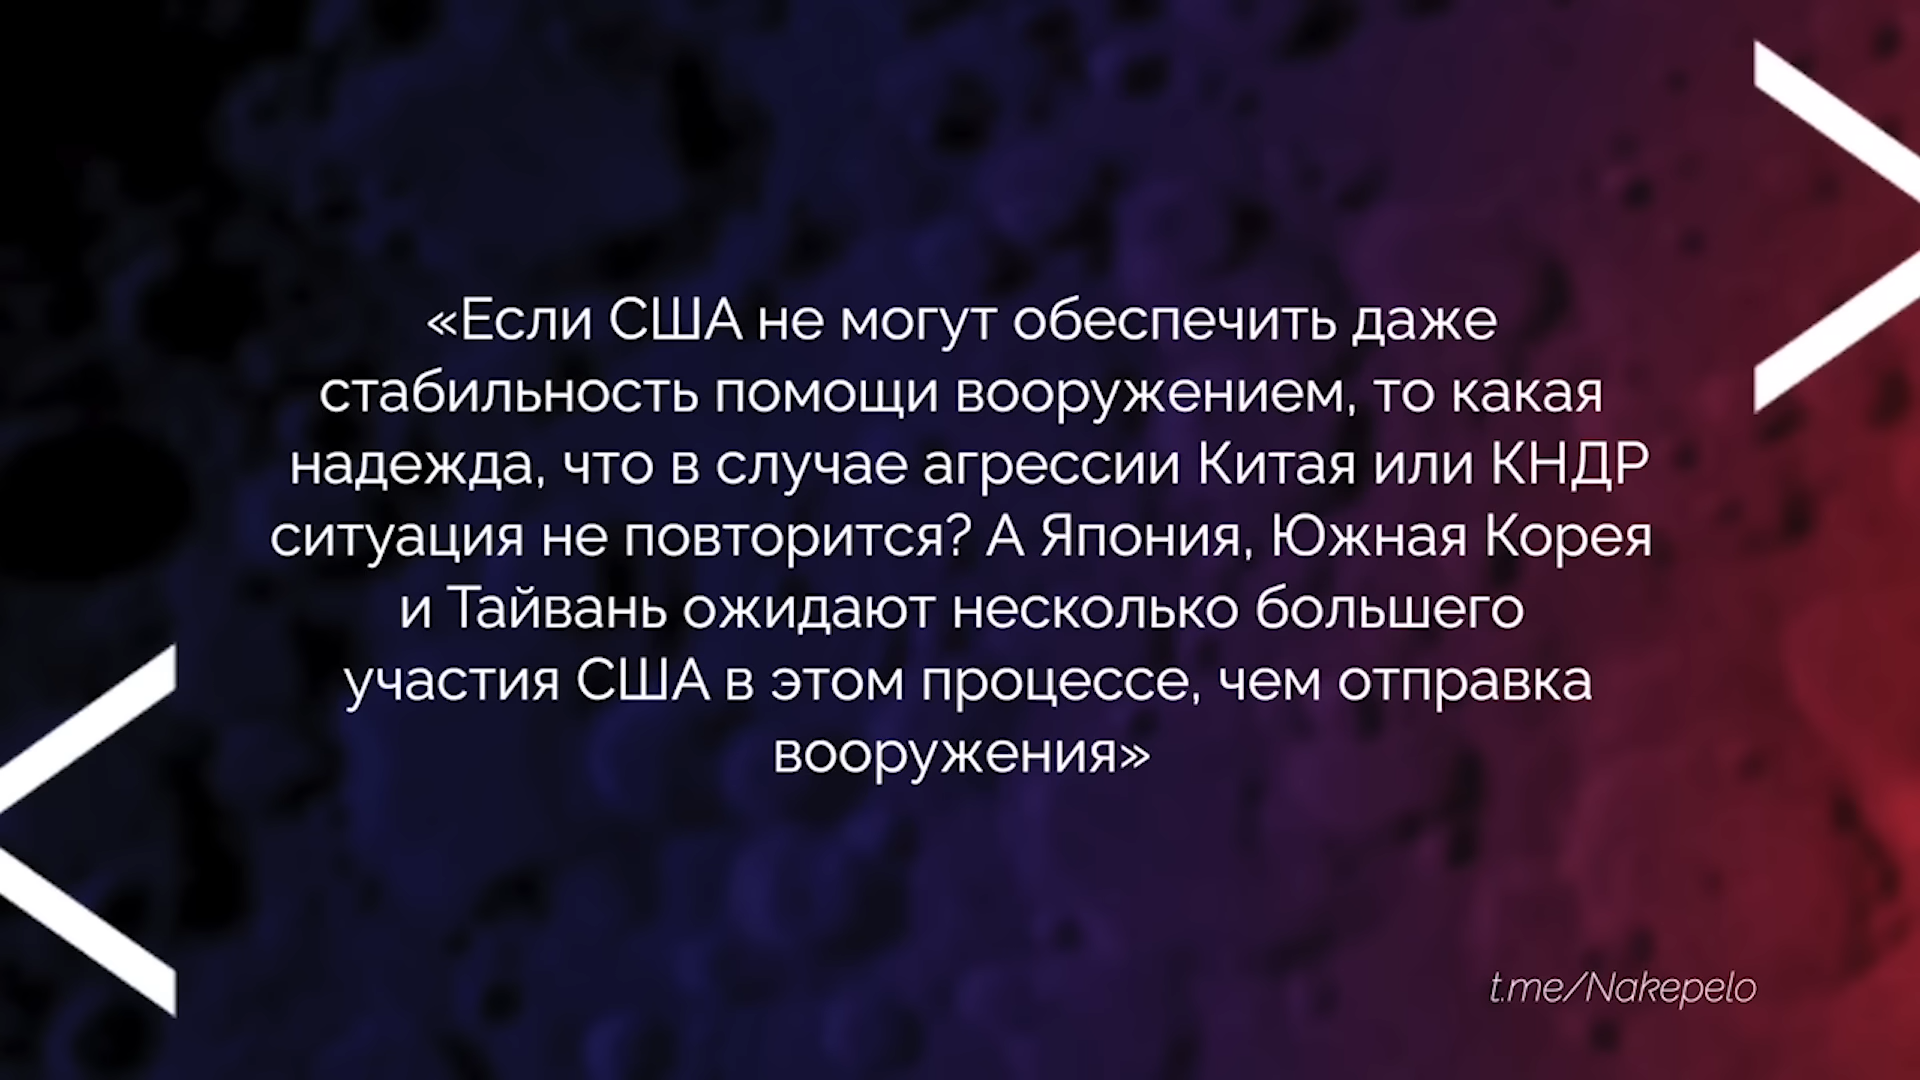 «Если США не могут обеспечить даже
стабильность помощи вооружением, то какая
надежда, что в случае агрессии Китая или КНДР
ситуация не повторится? А Япония, Южная Корея
и Тайвань ожидают несколько большего
участия США в этом процессе, чем отправка
вооружения»
t.me/Nakepelo